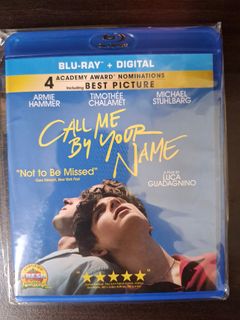 BLU-RAY + DIGITAL
4 ACADEMY AWARD NOMINATIONS
Including BEST PICTURE
ARMIE HAMMER
TIMOTHÉE CHALAMET
MICHAEL STUHLBARG
CALL ME
BY YOUR
NAME
"Not to Be Missed"
A FILM BY
LUCA
GUADAGNINO
FRESH